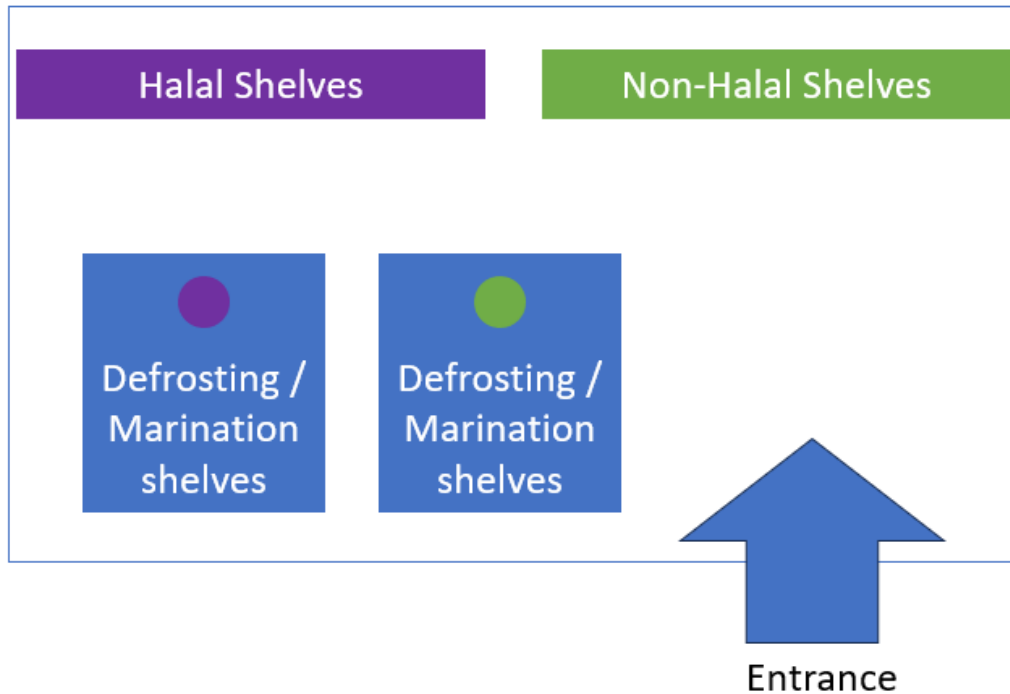 Halal Shelves
Non-Halal Shelves
Defrosting /
Marination
shelves
Defrosting /
Marination
shelves
Entrance